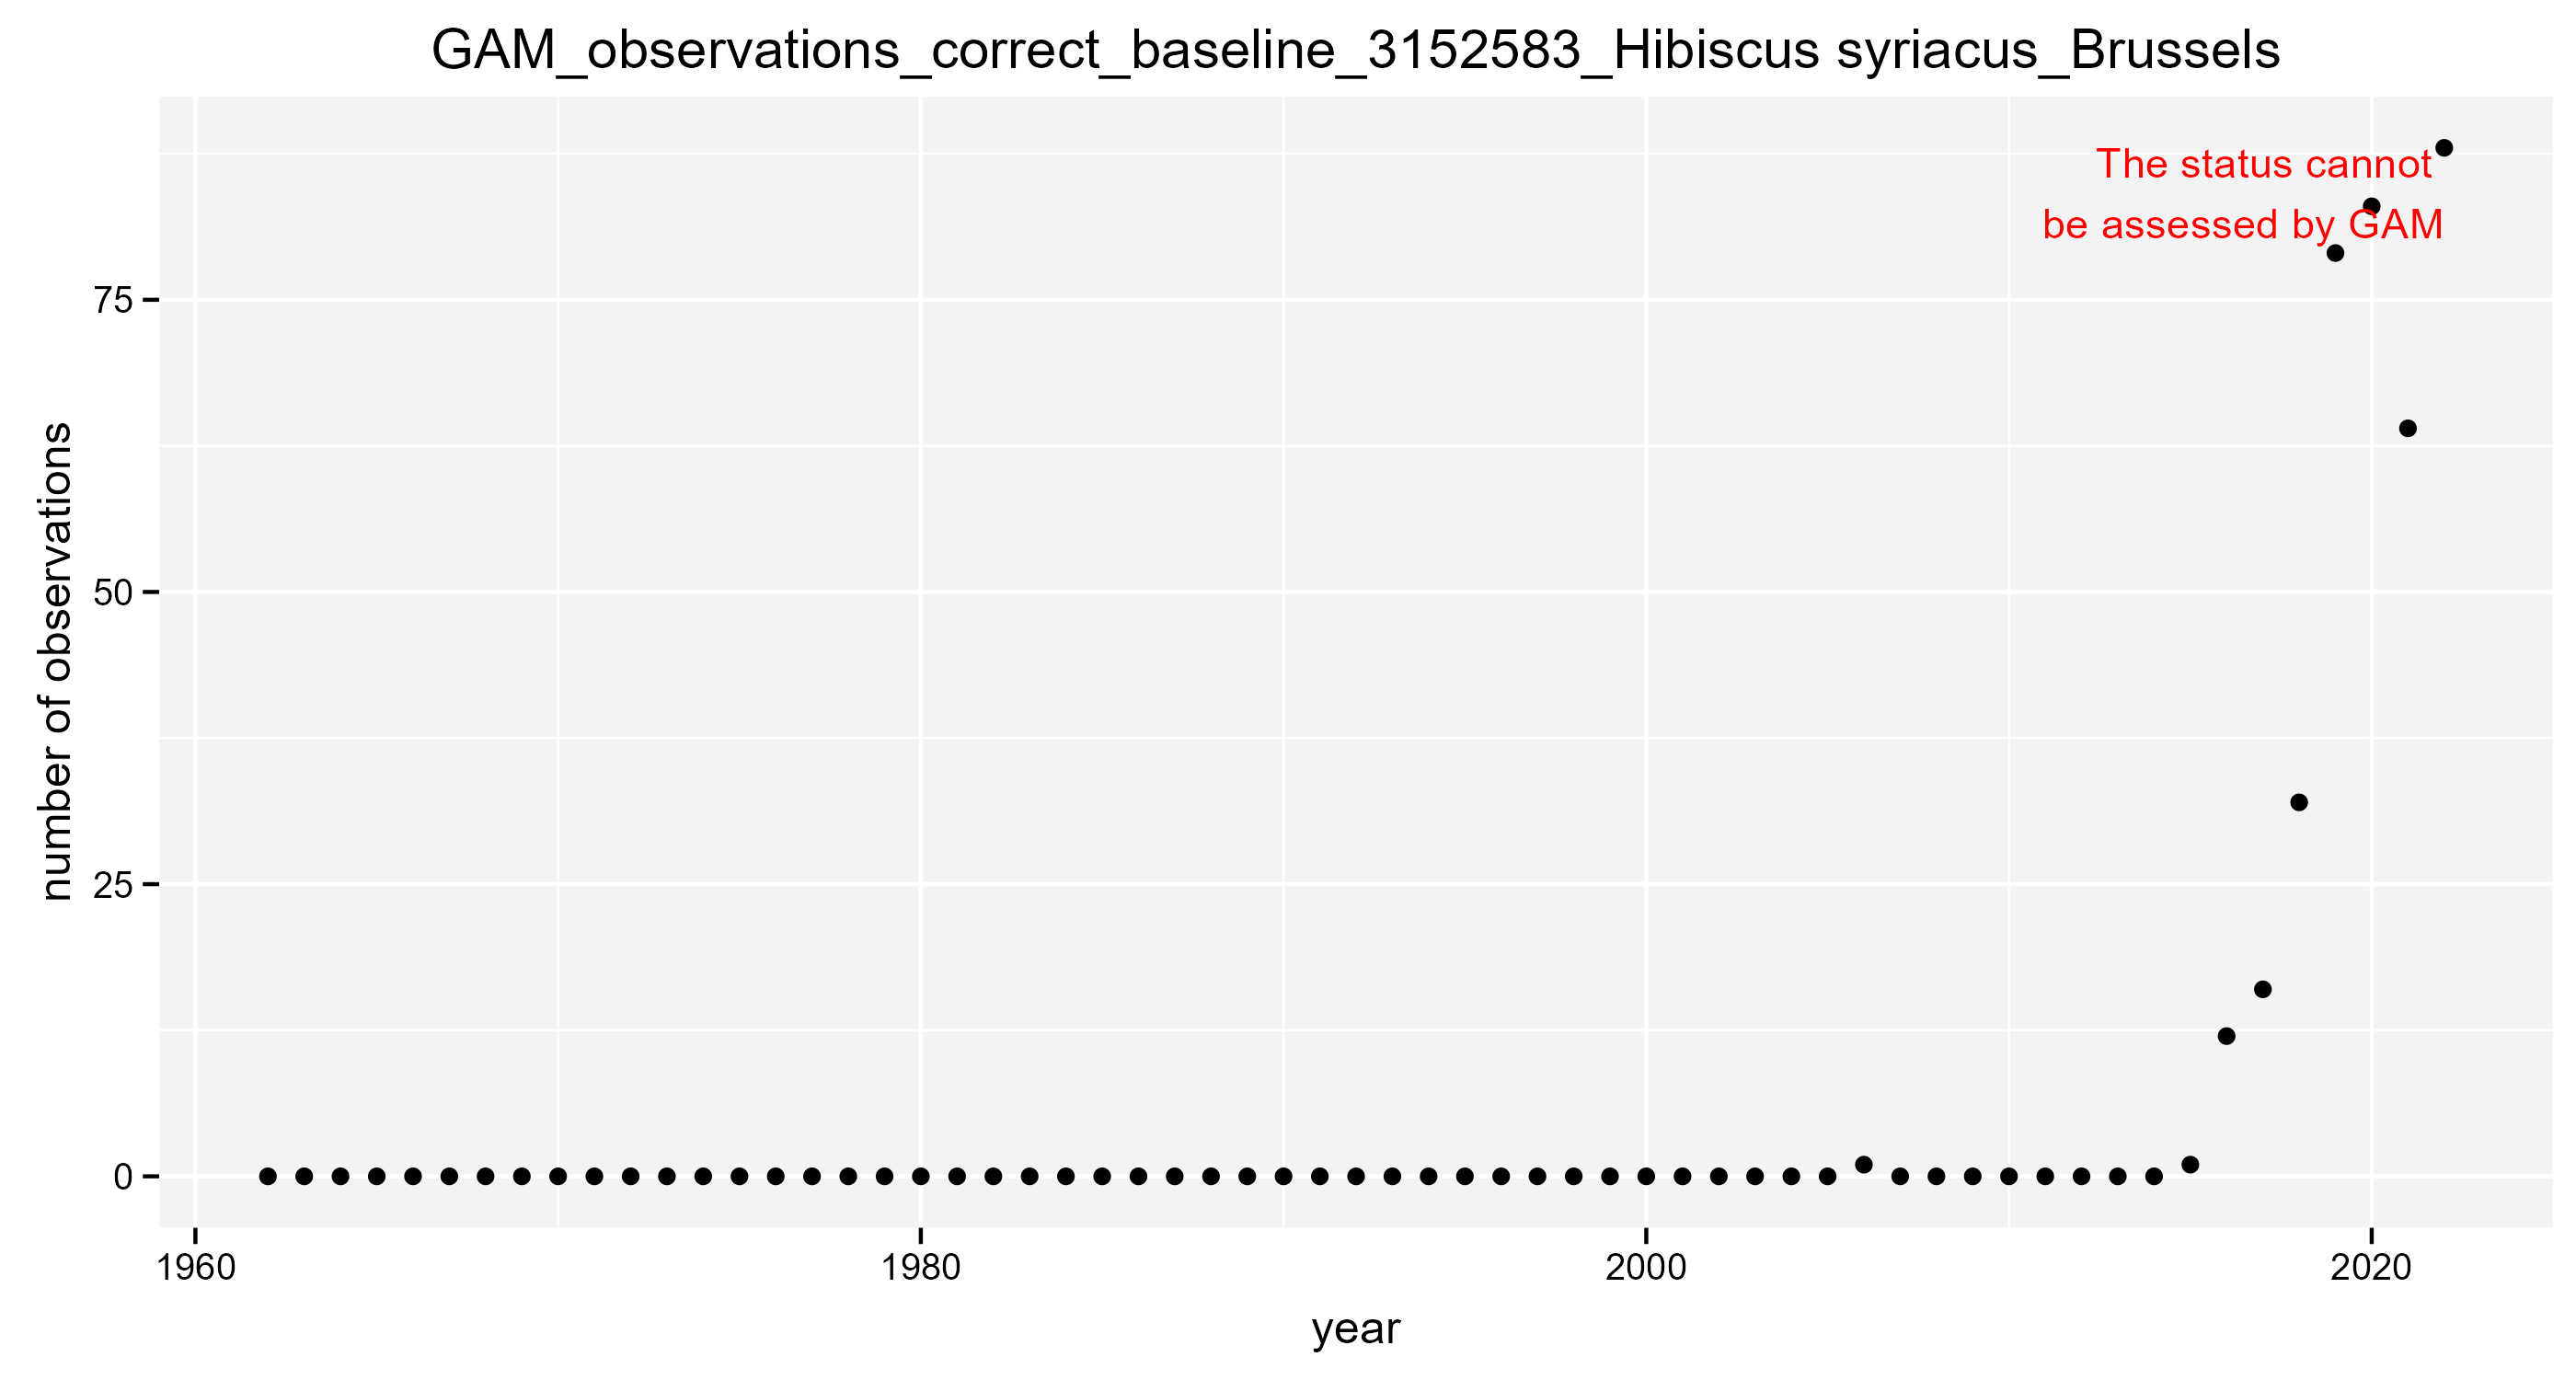 GAM_observations_correct_baseline_3152583_Hibiscus syriacus_Brussels
The status cannot
be assessed by GAM
number of observations
75
50
25
0
1960 1980 2000 2020
year